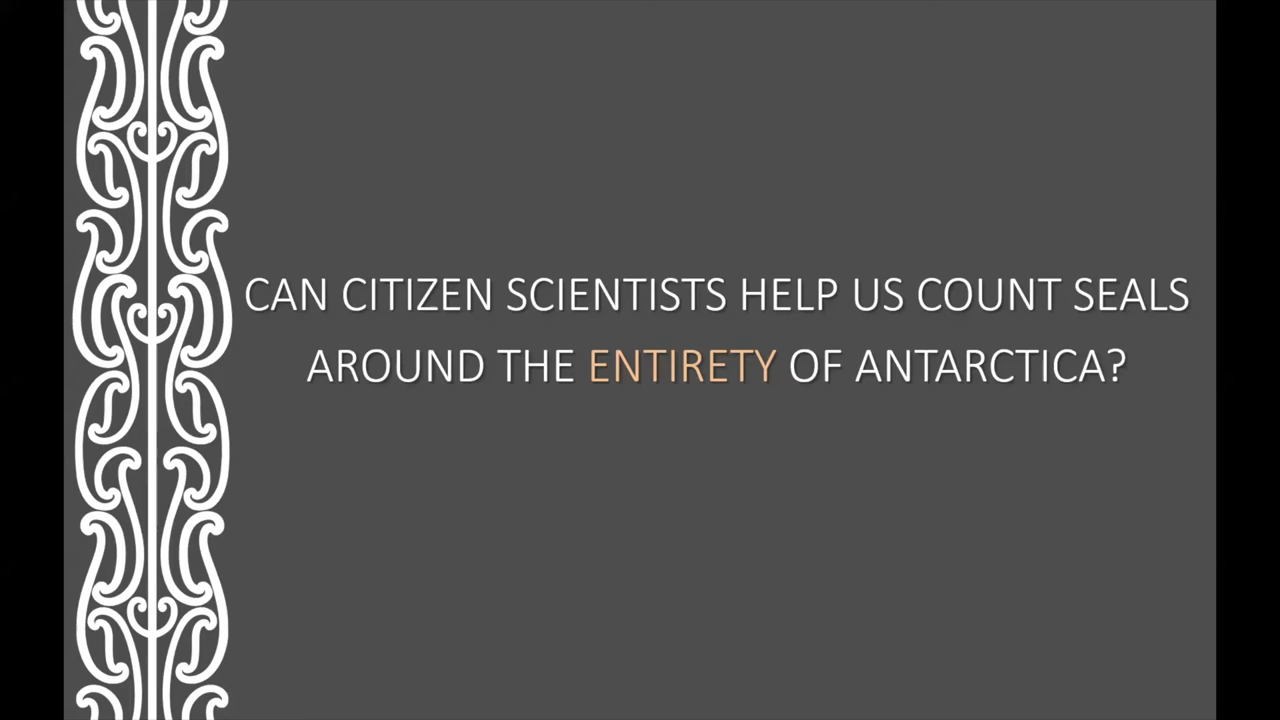 CAN CITIZEN SCIENTISTS HELP US COUNT SEALS
AROUND THE ENTIRETY OF ANTARCTICA?